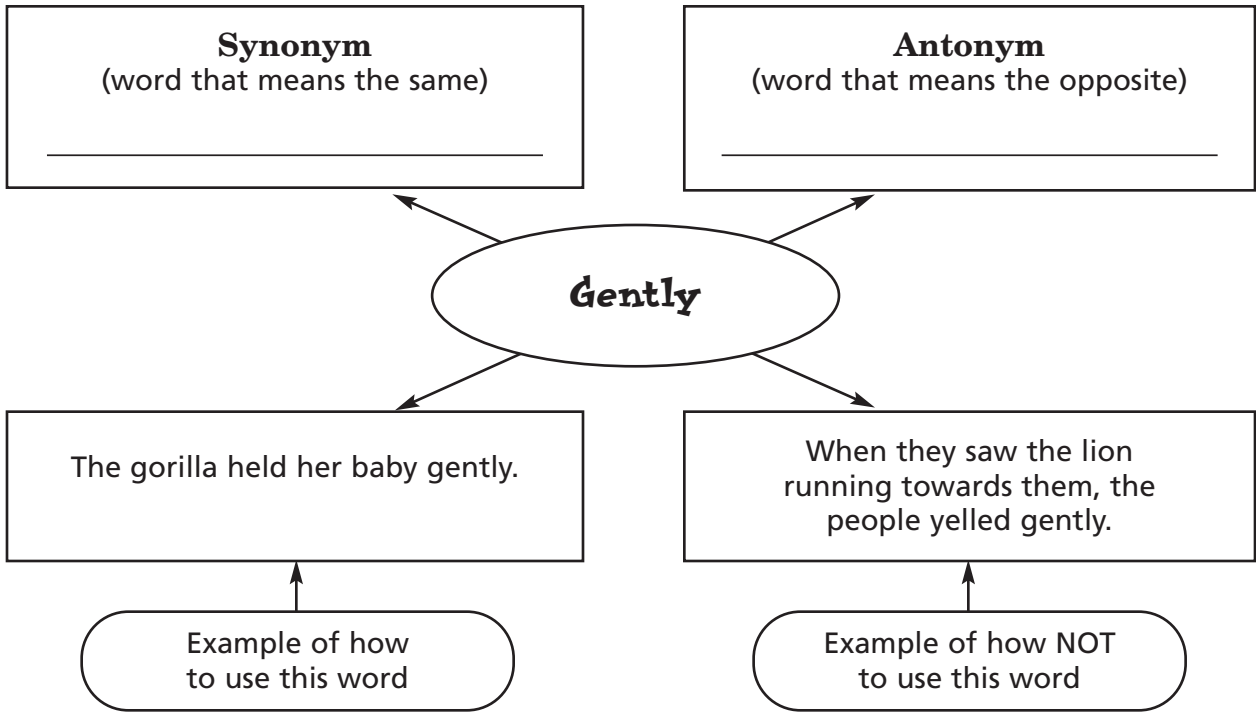 Synonym
(word that means the same)
Antonym
(word that means the opposite)
Gently
The gorilla held her baby gently.
When they saw the lion
running towards them, the
people yelled gently.
Example of how
to use this word
Example of how NOT
to use this word